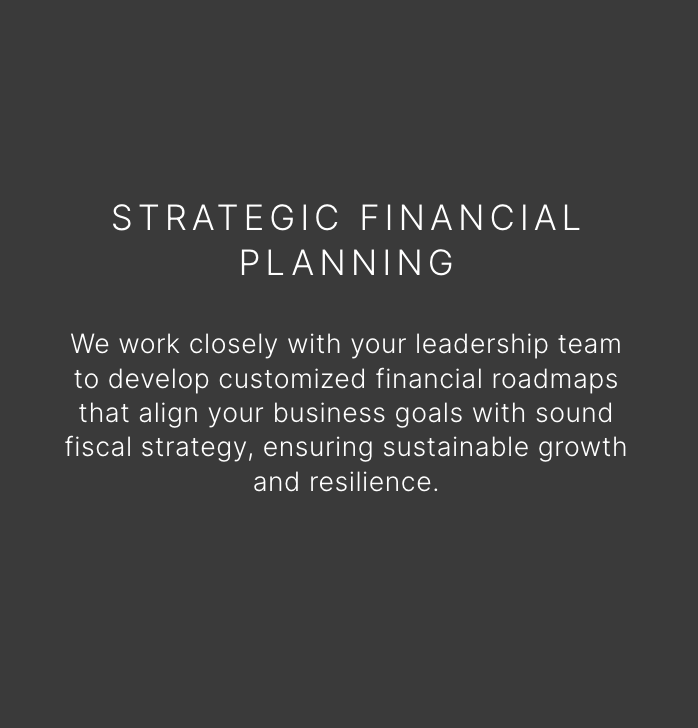 STRATEGIC FINANCIAL
PLANNING
We work closely with your leadership team
to develop customized financial roadmaps
that align your business goals with sound
fiscal strategy, ensuring sustainable growth
and resilience.